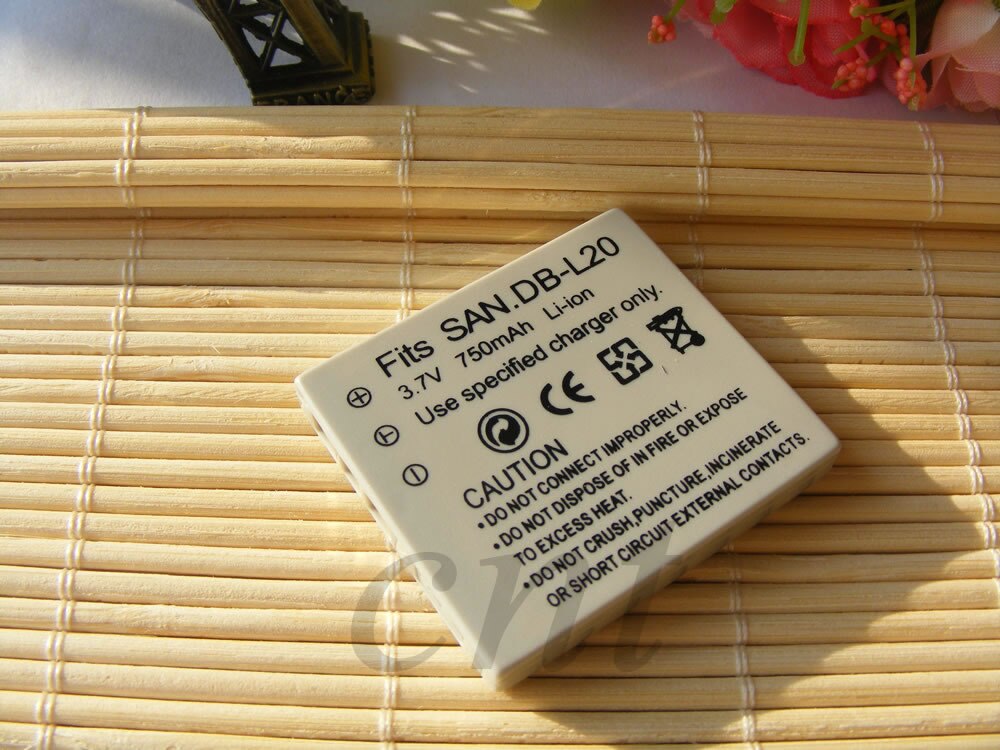 Fits SAN.DB-L20
3.7V 750mAh Li-ion
Use specified charger only.
CE
CAUTION
• DO NOT CONNECT IMPROPERLY.
• DO NOT DISPOSE OF IN FIRE OR EXPOSE
TO EXCESS HEAT.
• DO NOT CRUSH,PUNCTURE,INCINERATE
OR SHORT CIRCUIT EXTERNAL CONTACTS.
cnt